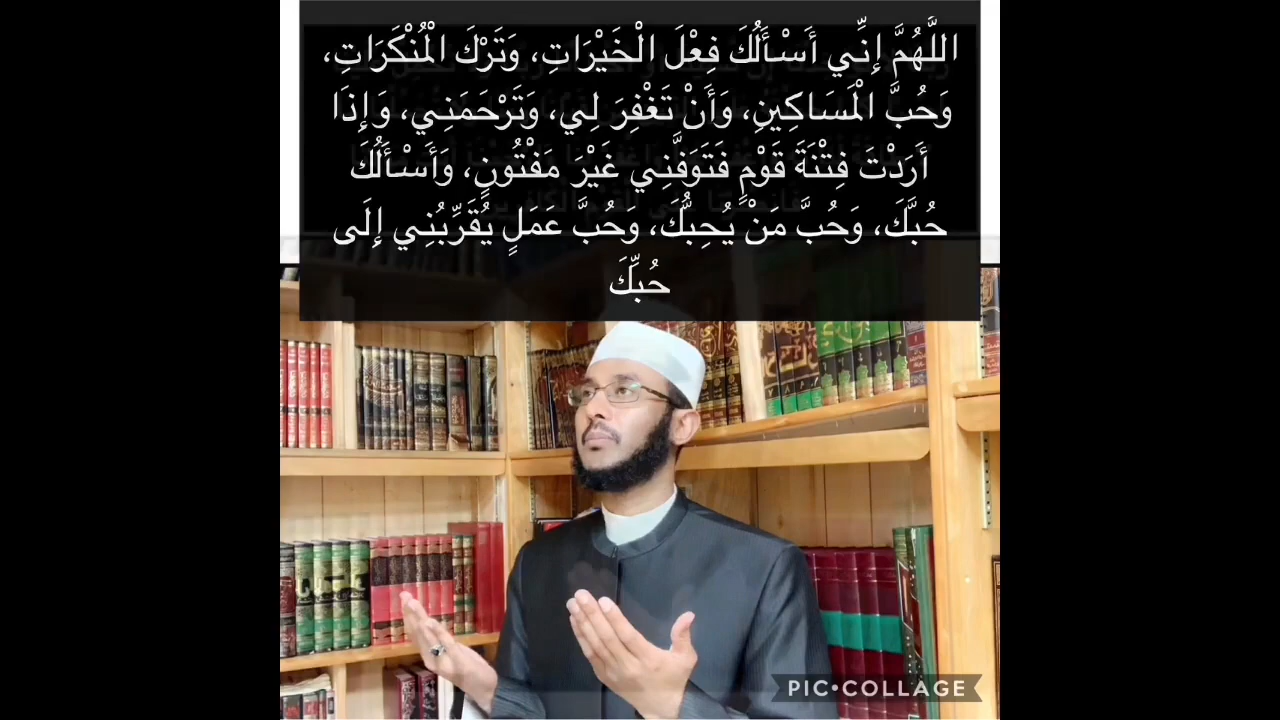 اللَّهُمَّ إِنِّي أَسْأَلُكَ فِعْلَ الْخَيْرَاتِ، وَتَرْكَ الْمُنْكَرَاتِ،
وَحُبَّ الْمَسَاكِينِ، وَأَنْ تَغْفِرَ لِي، وَتَرْحَمَنِي، وَإِذَا
أَرَدْتَ فِتْنَةَ قَوْمٍ فَتَوَفَّنِي غَيْرَ مَفْتُونٍ، وَأَسْأَلُكَ
حُبَّكَ، وَحُبَّ مَنْ يُحِبُّكَ، وَحُبَّ عَمَلٍ يُقَرِّبُنِي إِلَى
حُبِّكَ
PIC•COLLAGE